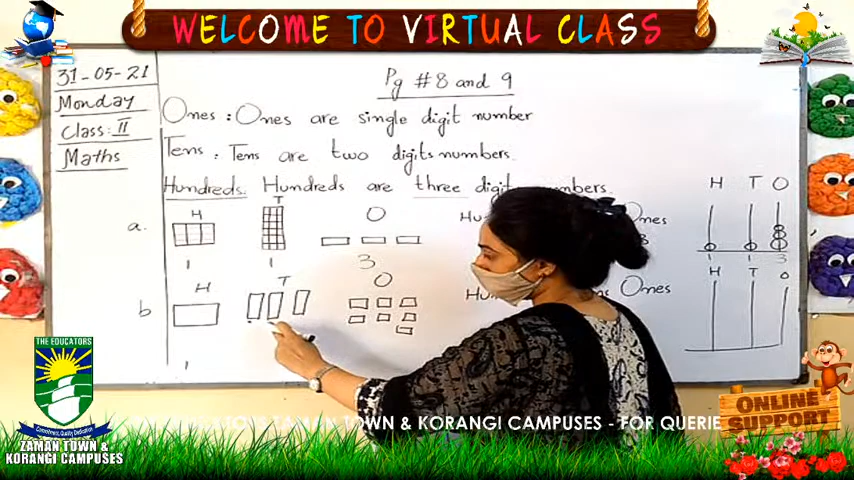 WELCOME TO VIRTUAL CLASS
31-05-21
Monday
Class: II
Maths
Pg #8 and 9
Ones: Ones are single digit number
Tens: Tens are two digits numbers.
Hundreds. Hundreds are three
a. H T O Ones
1 1 3
b H T O Ones
1
H T O
1 1 3
H T O
THE EDUCATORS
ZAMAN TOWN &
KORANGI CAMPUSES
TOWN & KORANGI CAMPUSES - FOR QUERIE
ONLINE
SUPPORT